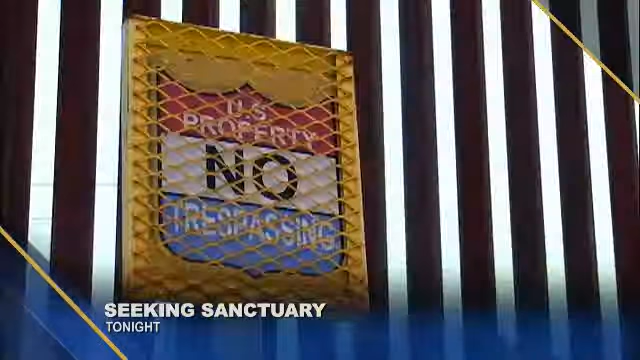 U.S.
PROPERTY
NO
TRESPASSING
SEEKING SANCTUARY
TONIGHT